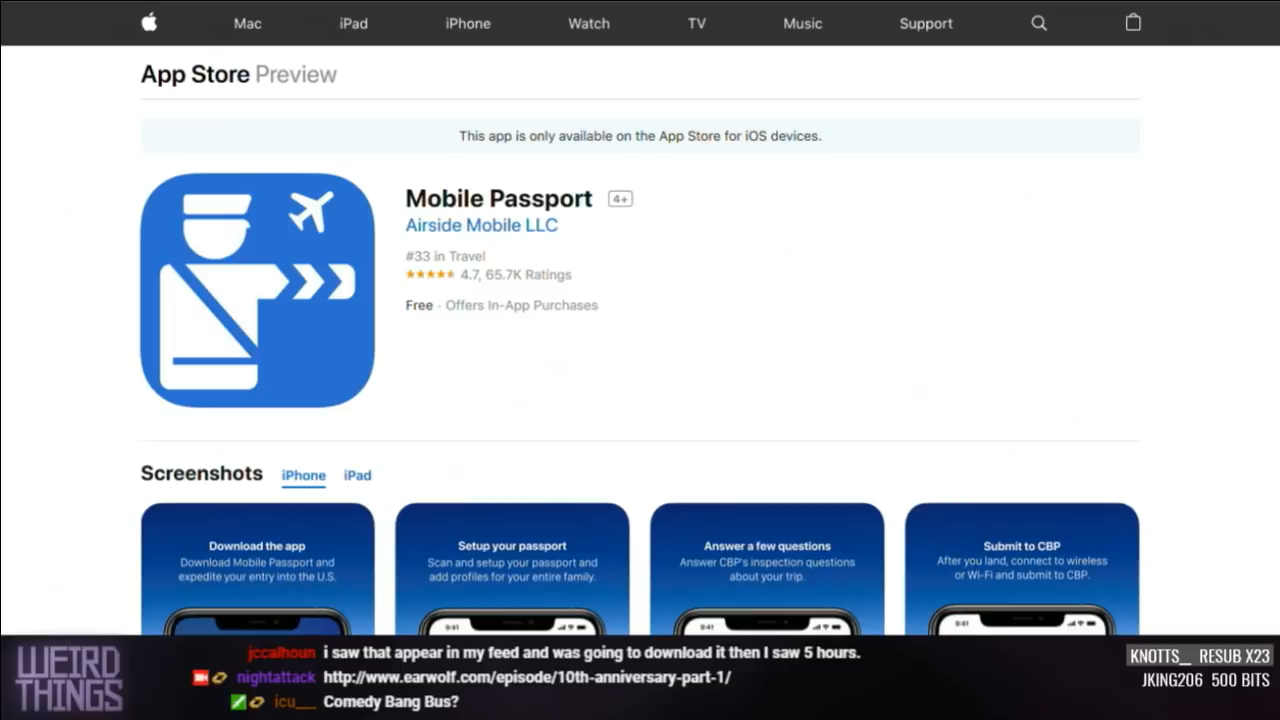 Mac iPad iPhone Watch TV Music Support
App Store Preview
This app is only available on the App Store for iOS devices.
Mobile Passport 4+
Airside Mobile LLC
#33 in Travel
4.7, 65.7K Ratings
Free · Offers In-App Purchases
Screenshots iPhone iPad
Download the app
Download Mobile Passport and
expedite your entry into the U.S.
Setup your passport
Scan and setup your passport and
add profiles for your entire family.
9:41
Answer a few questions
Answer CBP's inspection questions
about your trip.
9:41
Submit to CBP
After you land, connect to wireless
or Wi-Fi and submit to CBP.
9:41
WEIRD
THINGS
jccalhoun i saw that appear in my feed and was going to download it then I saw 5 hours.
nightattack http://www.earwolf.com/episode/10th-anniversary-part-1/
icu__ Comedy Bang Bus?
KNOTTS_ RESUB X23
JKING206 500 BITS